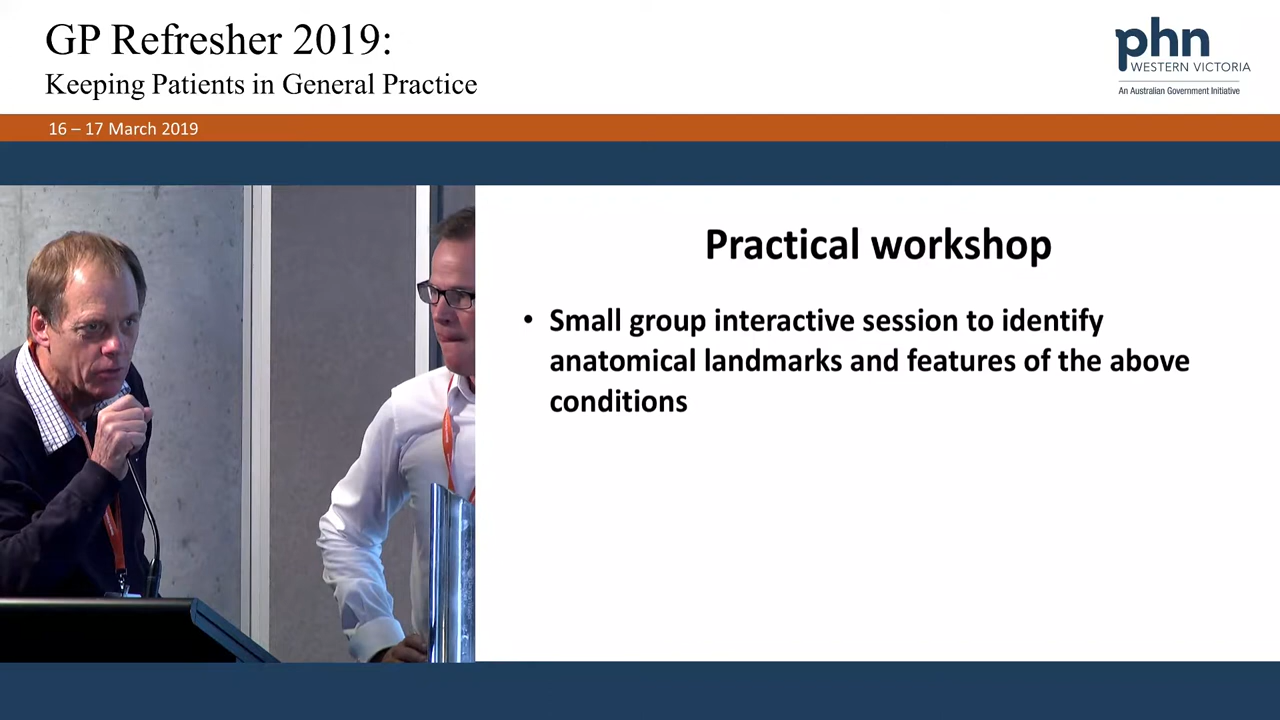 GP Refresher 2019:
Keeping Patients in General Practice
phn
WESTERN VICTORIA
An Australian Government Initiative
16 – 17 March 2019
Practical workshop
• Small group interactive session to identify
anatomical landmarks and features of the above
conditions